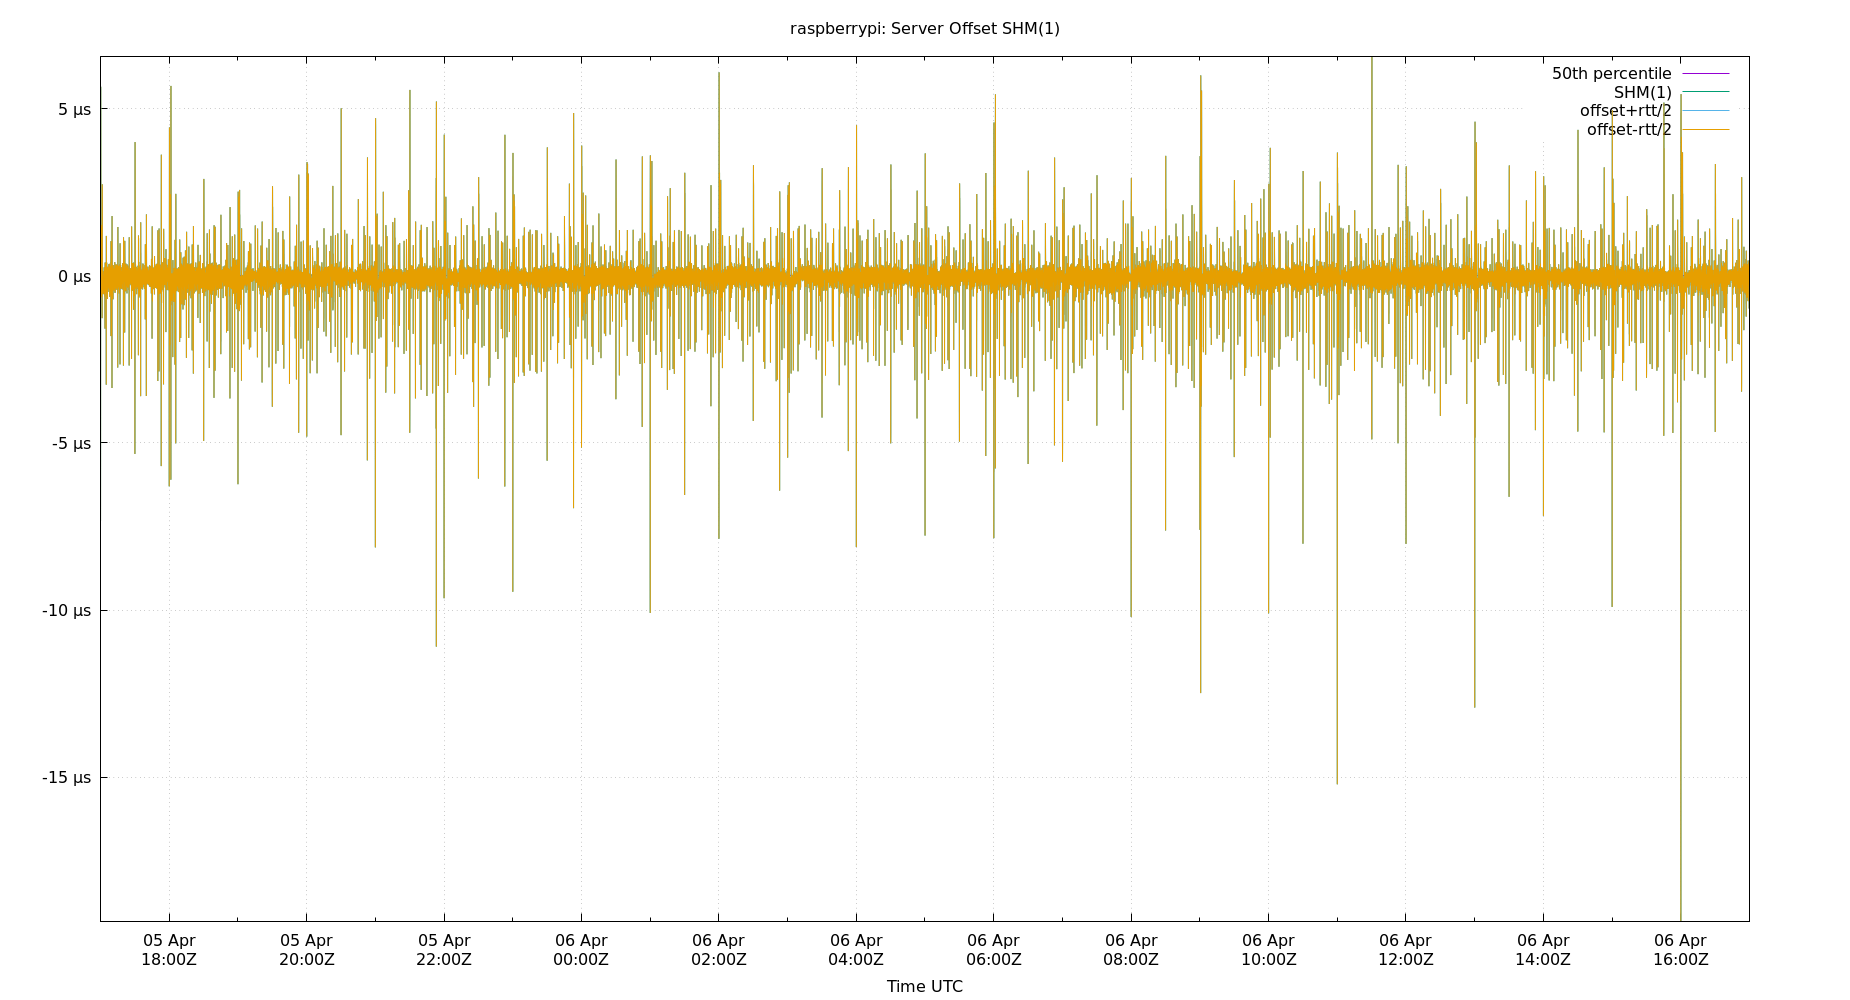 raspberrypi: Server Offset SHM(1)
50th percentile
SHM(1)
offset+rtt/2
offset-rtt/2
5 µs
0 µs
-5 µs
-10 µs
-15 µs
05 Apr 05 Apr 05 Apr 06 Apr 06 Apr 06 Apr 06 Apr 06 Apr 06 Apr 06 Apr 06 Apr 06 Apr
18:00Z 20:00Z 22:00Z 00:00Z 02:00Z 04:00Z 06:00Z 08:00Z 10:00Z 12:00Z 14:00Z 16:00Z
Time UTC